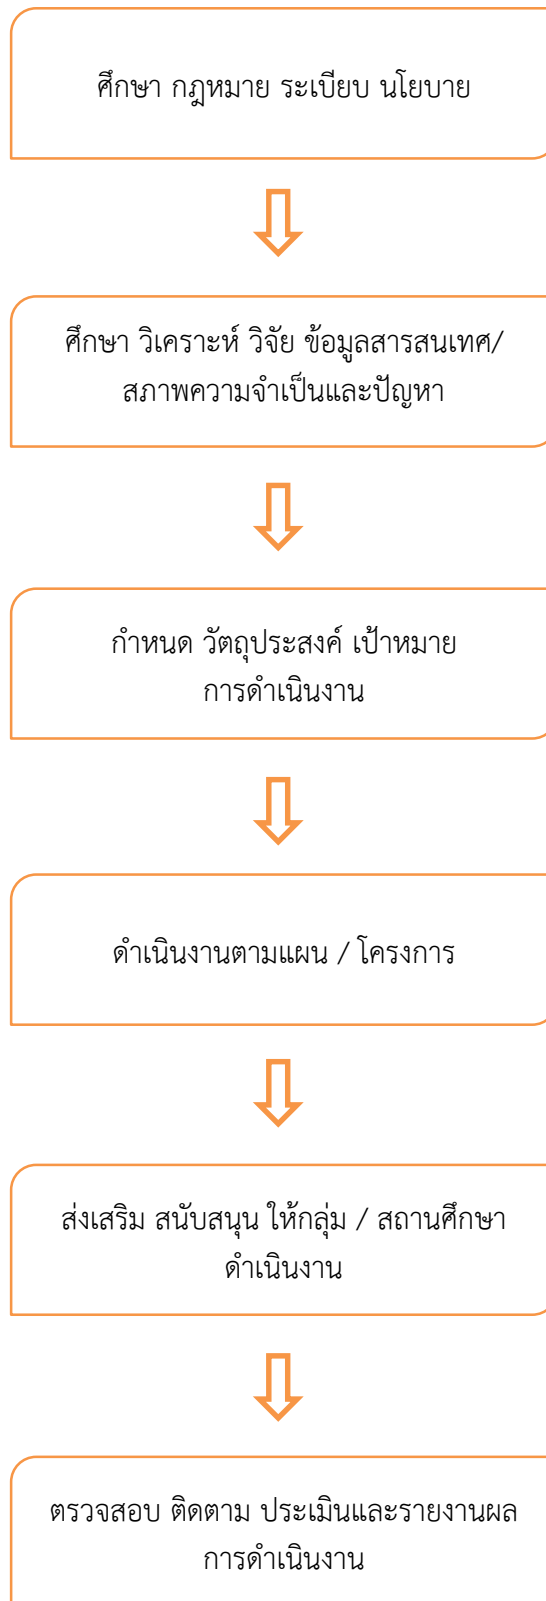 ศึกษา กฎหมาย ระเบียบ นโยบาย
ศึกษา วิเคราะห์ วิจัย ข้อมูลสารสนเทศ/
สภาพความจำเป็นและปัญหา
กำหนด วัตถุประสงค์ เป้าหมาย
การดำเนินงาน
ดำเนินงานตามแผน / โครงการ
ส่งเสริม สนับสนุน ให้กลุ่ม / สถานศึกษา
ดำเนินงาน
ตรวจสอบ ติดตาม ประเมินและรายงานผล
การดำเนินงาน